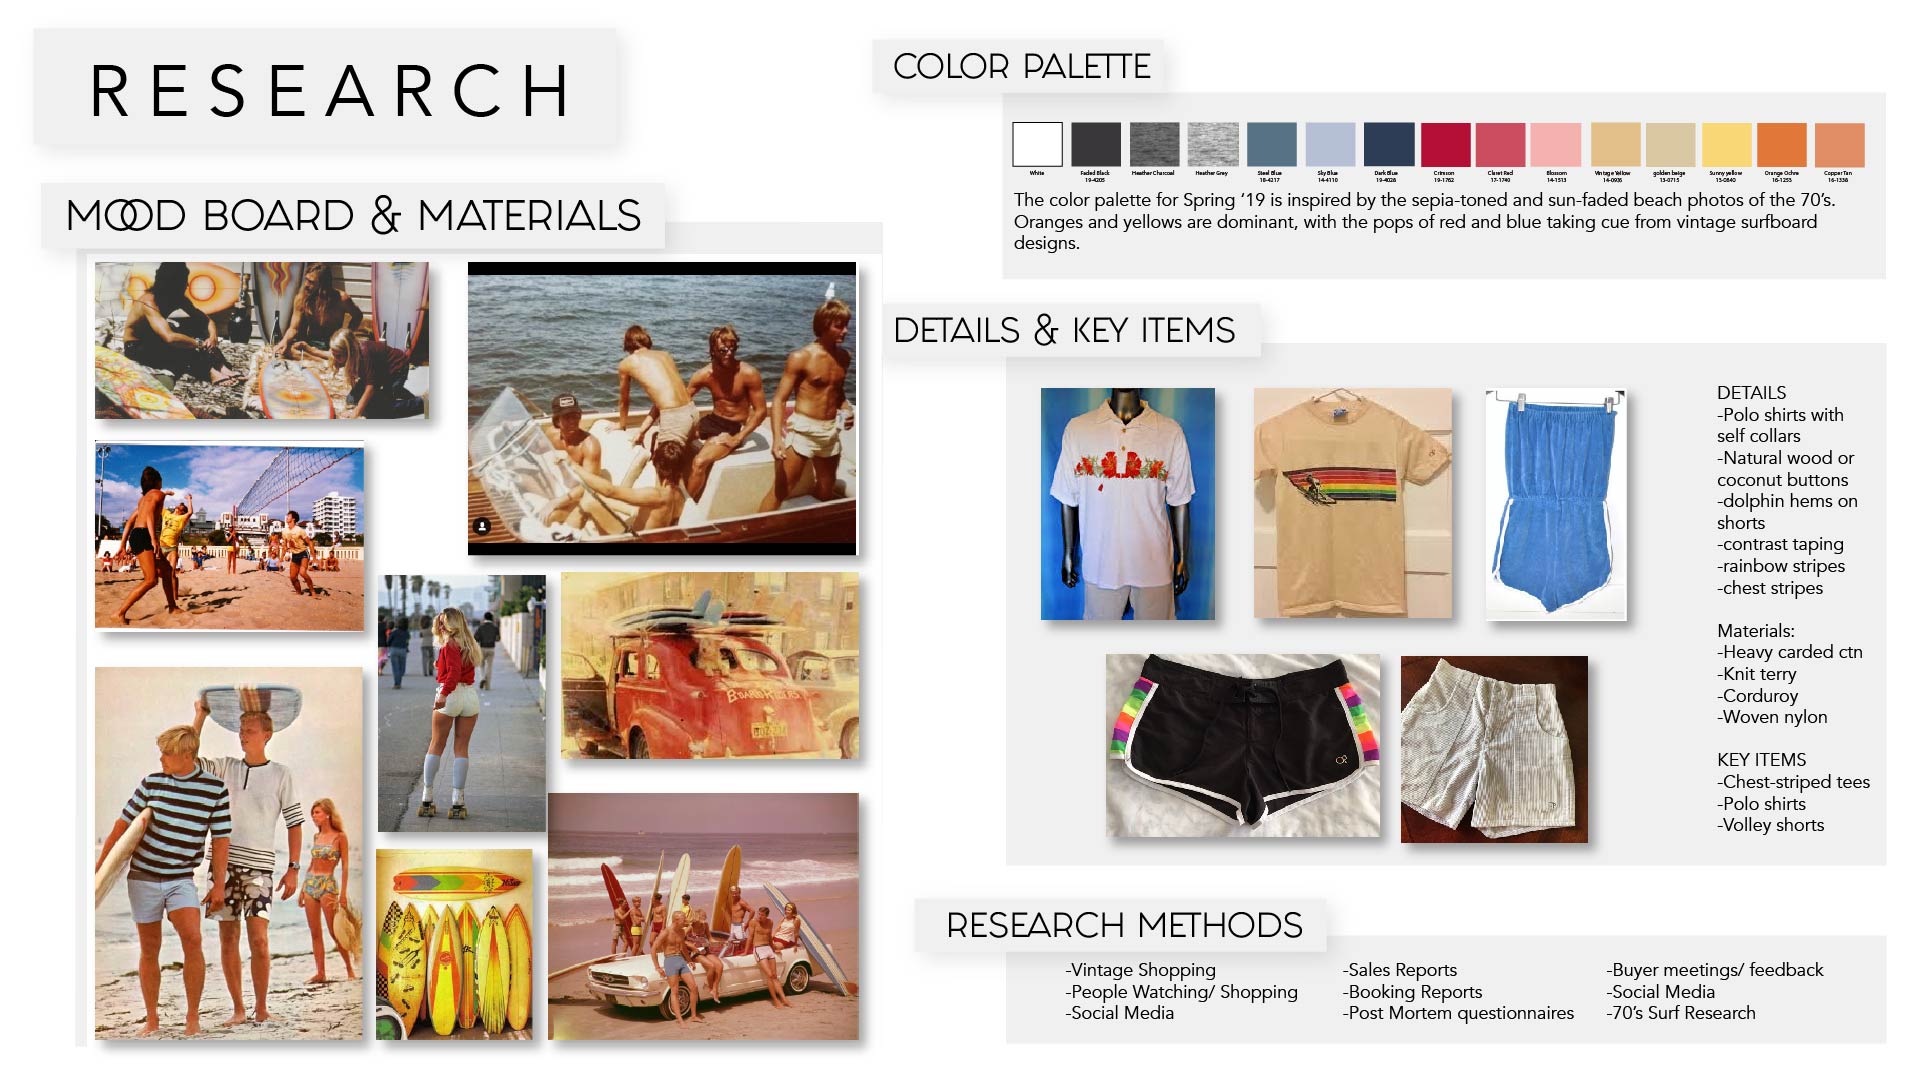 RESEARCH
MOOD BOARD & MATERIALS
BOARD RIDERS
COLOR PALETTE
White
Faded Black
19-4205
Heather Charcoal
Heather Grey
Steel Blue
18-4217
Sky Blue
14-4110
Dark Blue
19-4026
Crimson
19-1762
Claret Red
17-1740
Blossom
14-1513
Vintage Yellow
14-0936
golden beige
13-0715
Sunny yellow
13-0840
Orange Ochre
16-1253
Copper Tan
16-1338
The color palette for Spring ‘19 is inspired by the sepia-toned and sun-faded beach photos of the 70’s.
Oranges and yellows are dominant, with the pops of red and blue taking cue from vintage surfboard
designs.
DETAILS & KEY ITEMS
DETAILS
-Polo shirts with
self collars
-Natural wood or
coconut buttons
-dolphin hems on
shorts
-contrast taping
-rainbow stripes
-chest stripes
Materials:
-Heavy carded ctn
-Knit terry
-Corduroy
-Woven nylon
KEY ITEMS
-Chest-striped tees
-Polo shirts
-Volley shorts
RESEARCH METHODS
-Vintage Shopping
-People Watching/ Shopping
-Social Media
-Sales Reports
-Booking Reports
-Post Mortem questionnaires
-Buyer meetings/ feedback
-Social Media
-70’s Surf Research